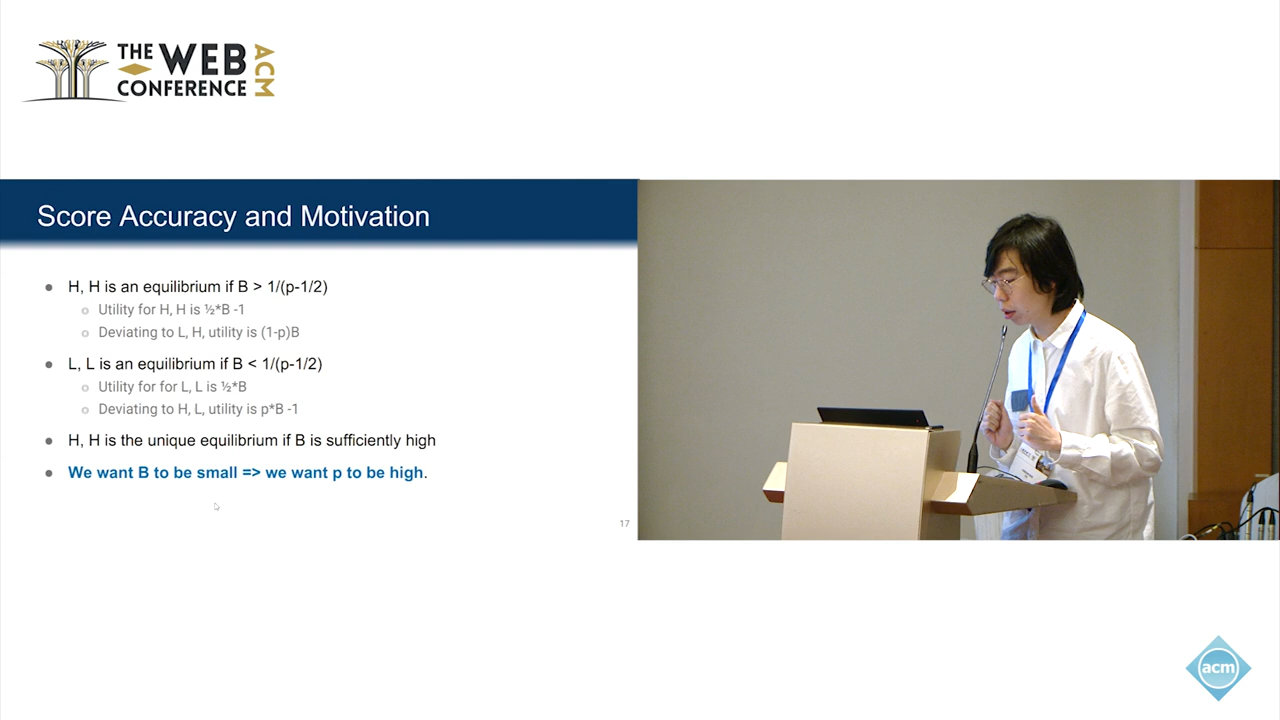 THE WEB
CONFERENCE
ACM
Score Accuracy and Motivation
H, H is an equilibrium if B > 1/(p-1/2)
Utility for H, H is ½*B -1
Deviating to L, H, utility is (1-p)B
L, L is an equilibrium if B < 1/(p-1/2)
Utility for for L, L is ½*B
Deviating to H, L, utility is p*B -1
H, H is the unique equilibrium if B is sufficiently high
We want B to be small => we want p to be high.
17
acm